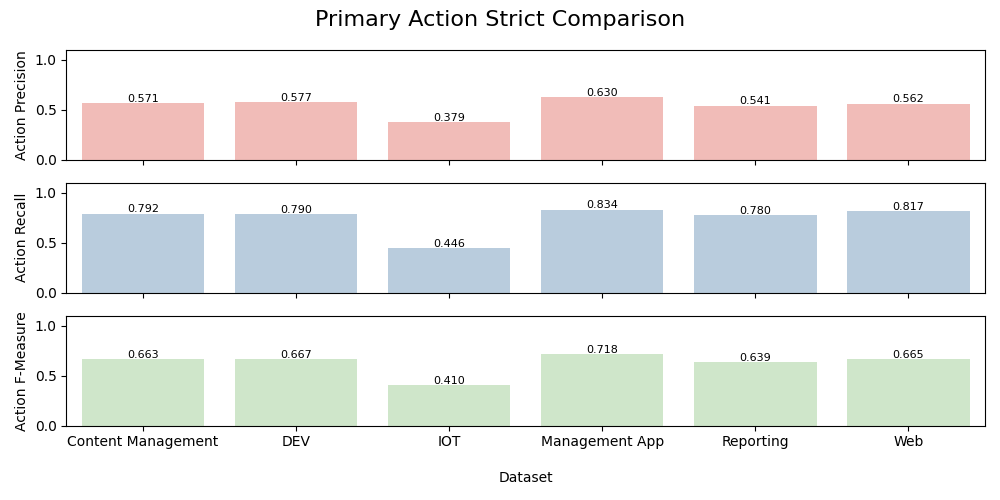 Primary Action Strict Comparison
Action Precision
1.0
0.5
0.0
0.571
0.577
0.379
0.630
0.541
0.562
Action Recall
1.0
0.5
0.0
0.792
0.790
0.446
0.834
0.780
0.817
Action F-Measure
1.0
0.5
0.0
0.663
0.667
0.410
0.718
0.639
0.665
Content Management
DEV
IOT
Management App
Reporting
Web
Dataset